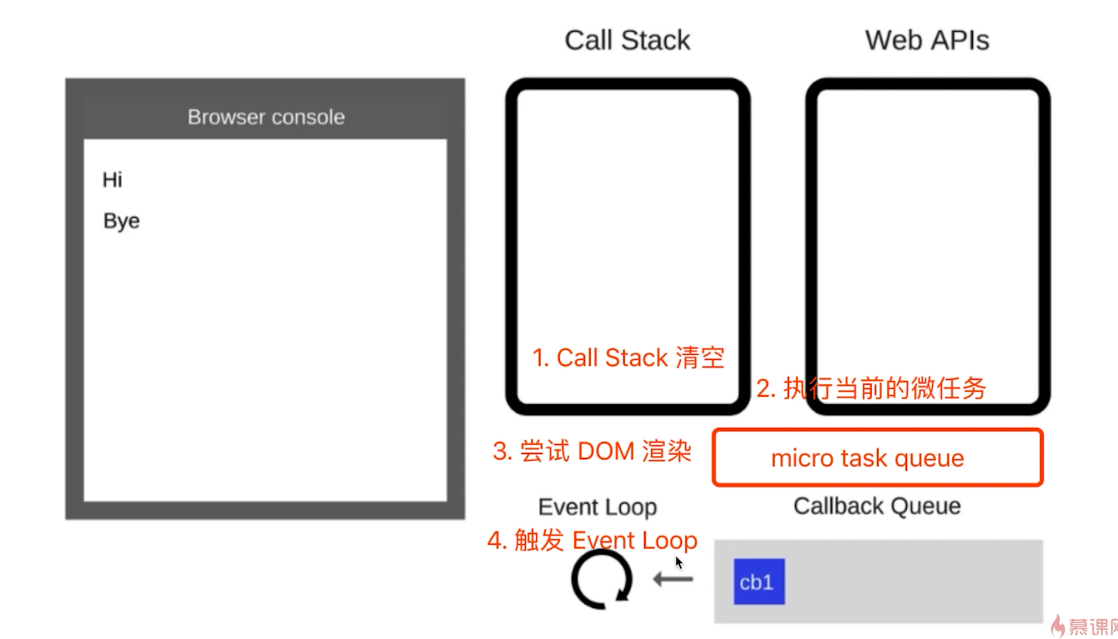 Call Stack
Web APIs
Browser console
Hi
Bye
1. Call Stack 清空
2. 执行当前的微任务
3. 尝试 DOM 渲染
micro task queue
Event Loop
Callback Queue
4. 触发 Event Loop
cb1
慕课网